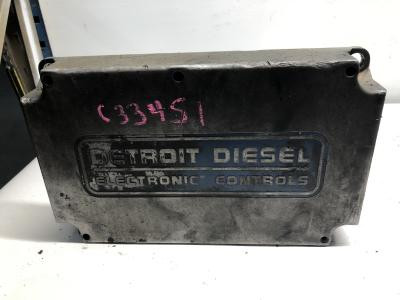 C33451
DETROIT DIESEL
ELECTRONIC CONTROLS